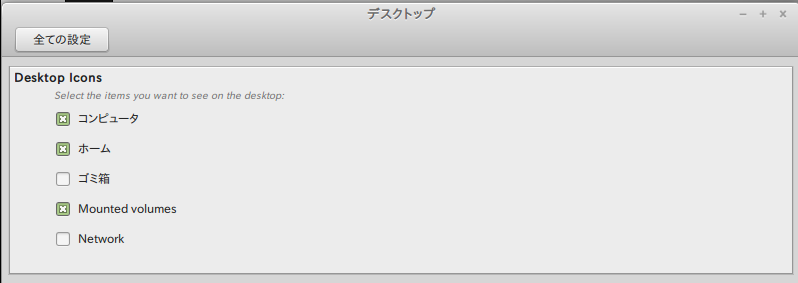 デスクトップ
全ての設定
Desktop Icons
Select the items you want to see on the desktop:
コンピュータ
ホーム
ゴミ箱
Mounted volumes
Network